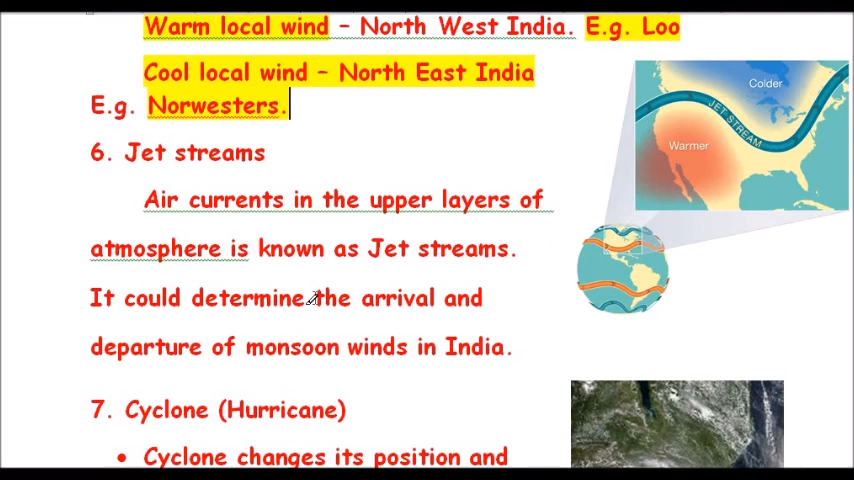 Warm local wind – North West India. E.g. Loo
Cool local wind – North East India
E.g. Norwesters.
Colder
JET STREAM
Warmer
6. Jet streams
Air currents in the upper layers of
atmosphere is known as Jet streams.
It could determine the arrival and
departure of monsoon winds in India.
7. Cyclone (Hurricane)
• Cyclone changes its position and